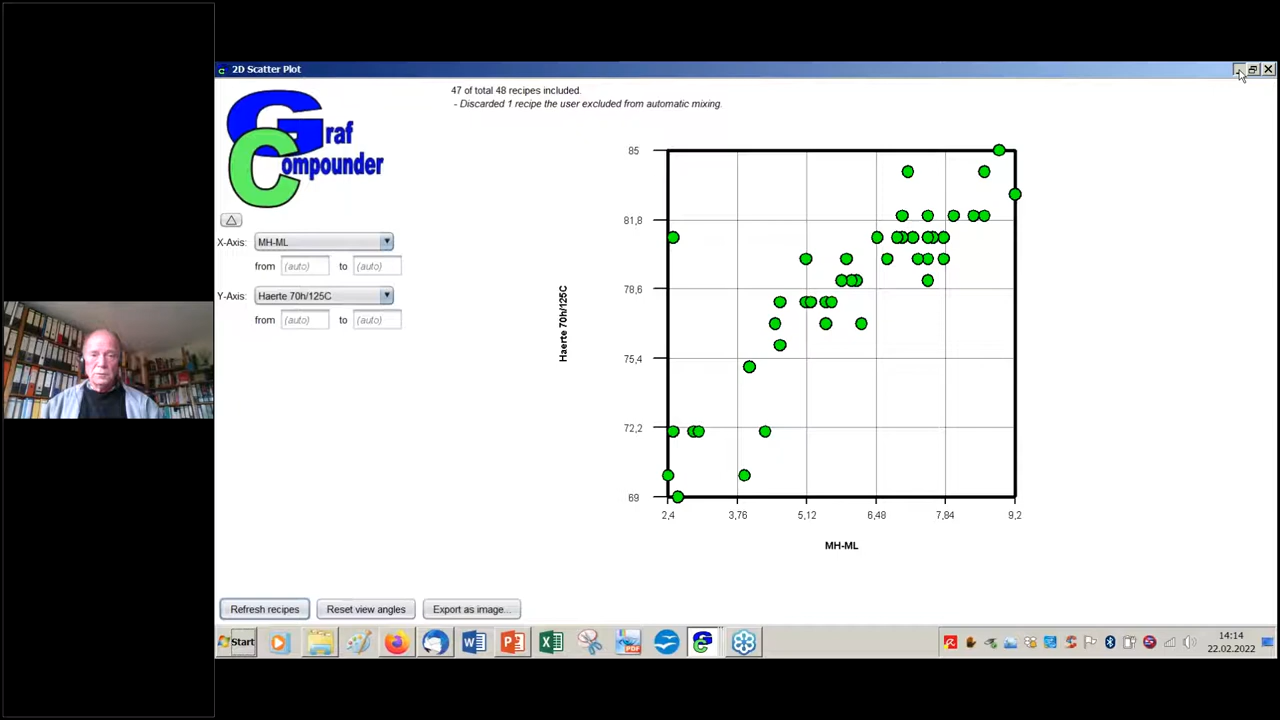 2D Scatter Plot
47 of total 48 recipes included.
- Discarded 1 recipe the user excluded from automatic mixing.
Graf
Compounder
X-Axis: MH-ML
from (auto) to (auto)
Y-Axis: Haerte 70h/125C
from (auto) to (auto)
85
81,8
78,6
75,4
72,2
69
Haerte 70h/125C
2,4 3,76 5,12 6,48 7,84 9,2
MH-ML
Refresh recipes Reset view angles Export as image...
Start
14:14
22.02.2022